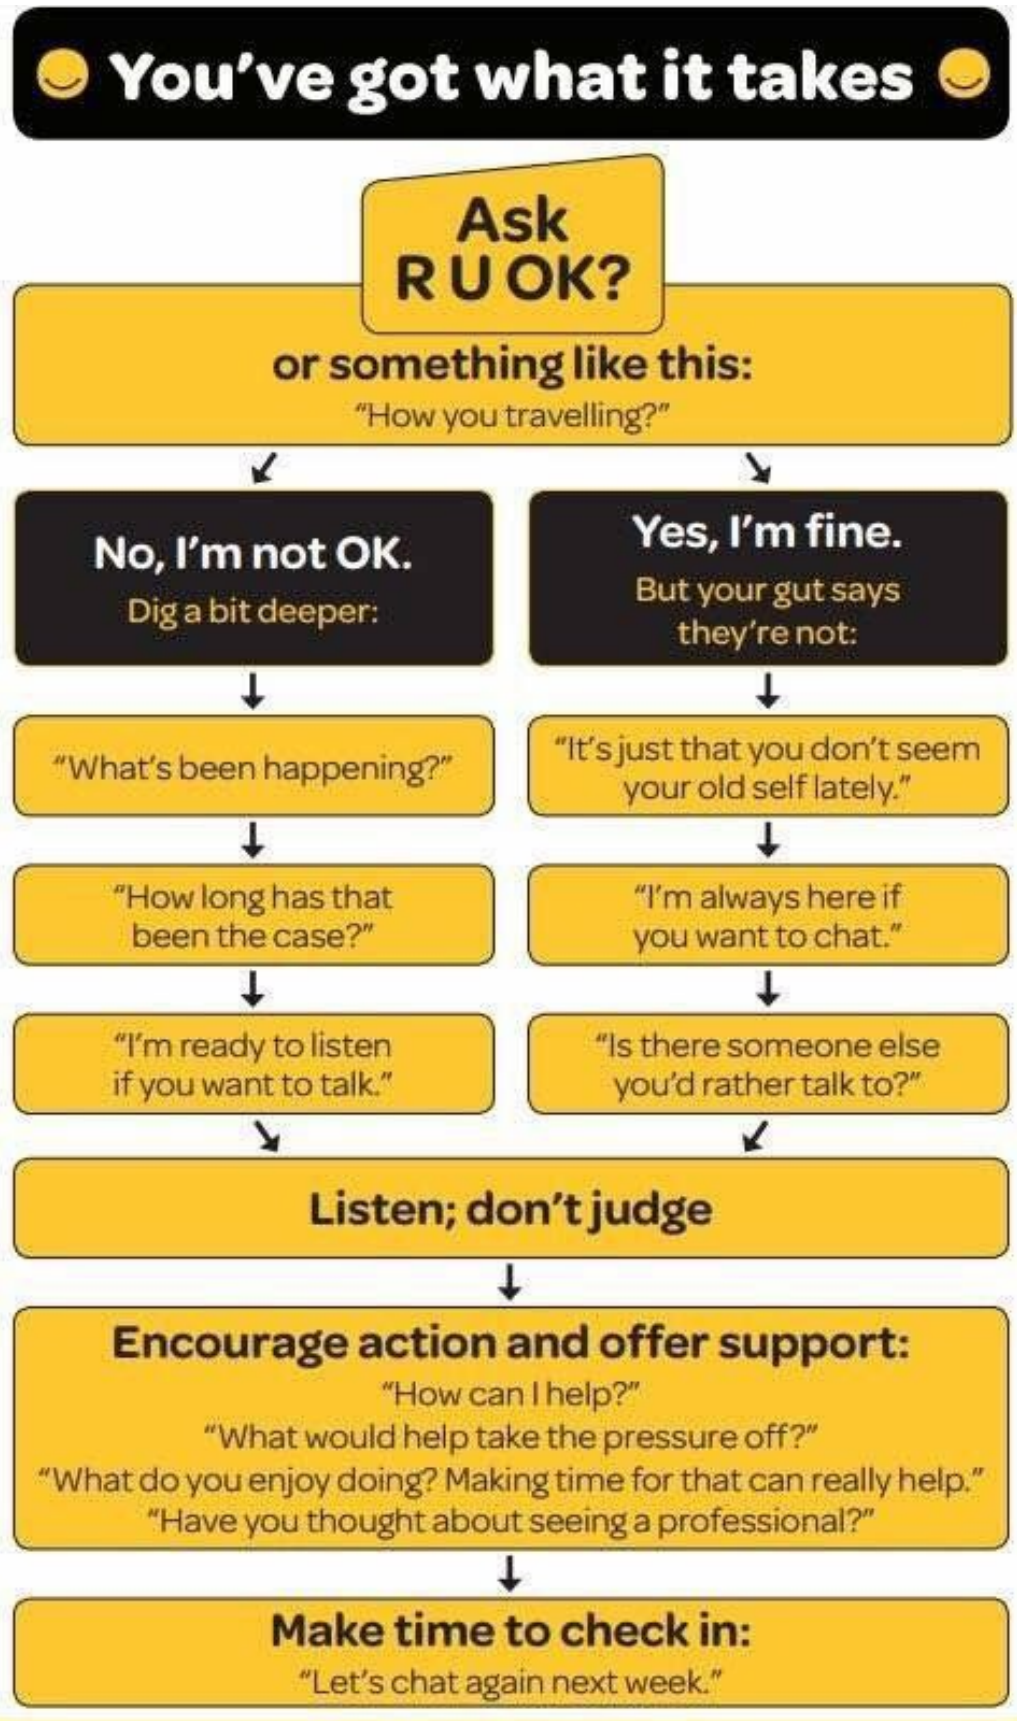 You've got what it takes
Ask
R U OK?
or something like this:
"How you travelling?"
No, I'm not OK.
Dig a bit deeper:
"What's been happening?"
"How long has that
been the case?"
"I'm ready to listen
if you want to talk."
Yes, I'm fine.
But your gut says
they're not:
"It's just that you don't seem
your old self lately."
"I'm always here if
you want to chat."
"Is there someone else
you'd rather talk to?"
Listen; don't judge
Encourage action and offer support:
"How can I help?"
"What would help take the pressure off?"
"What do you enjoy doing? Making time for that can really help."
"Have you thought about seeing a professional?"
Make time to check in:
"Let's chat again next week."